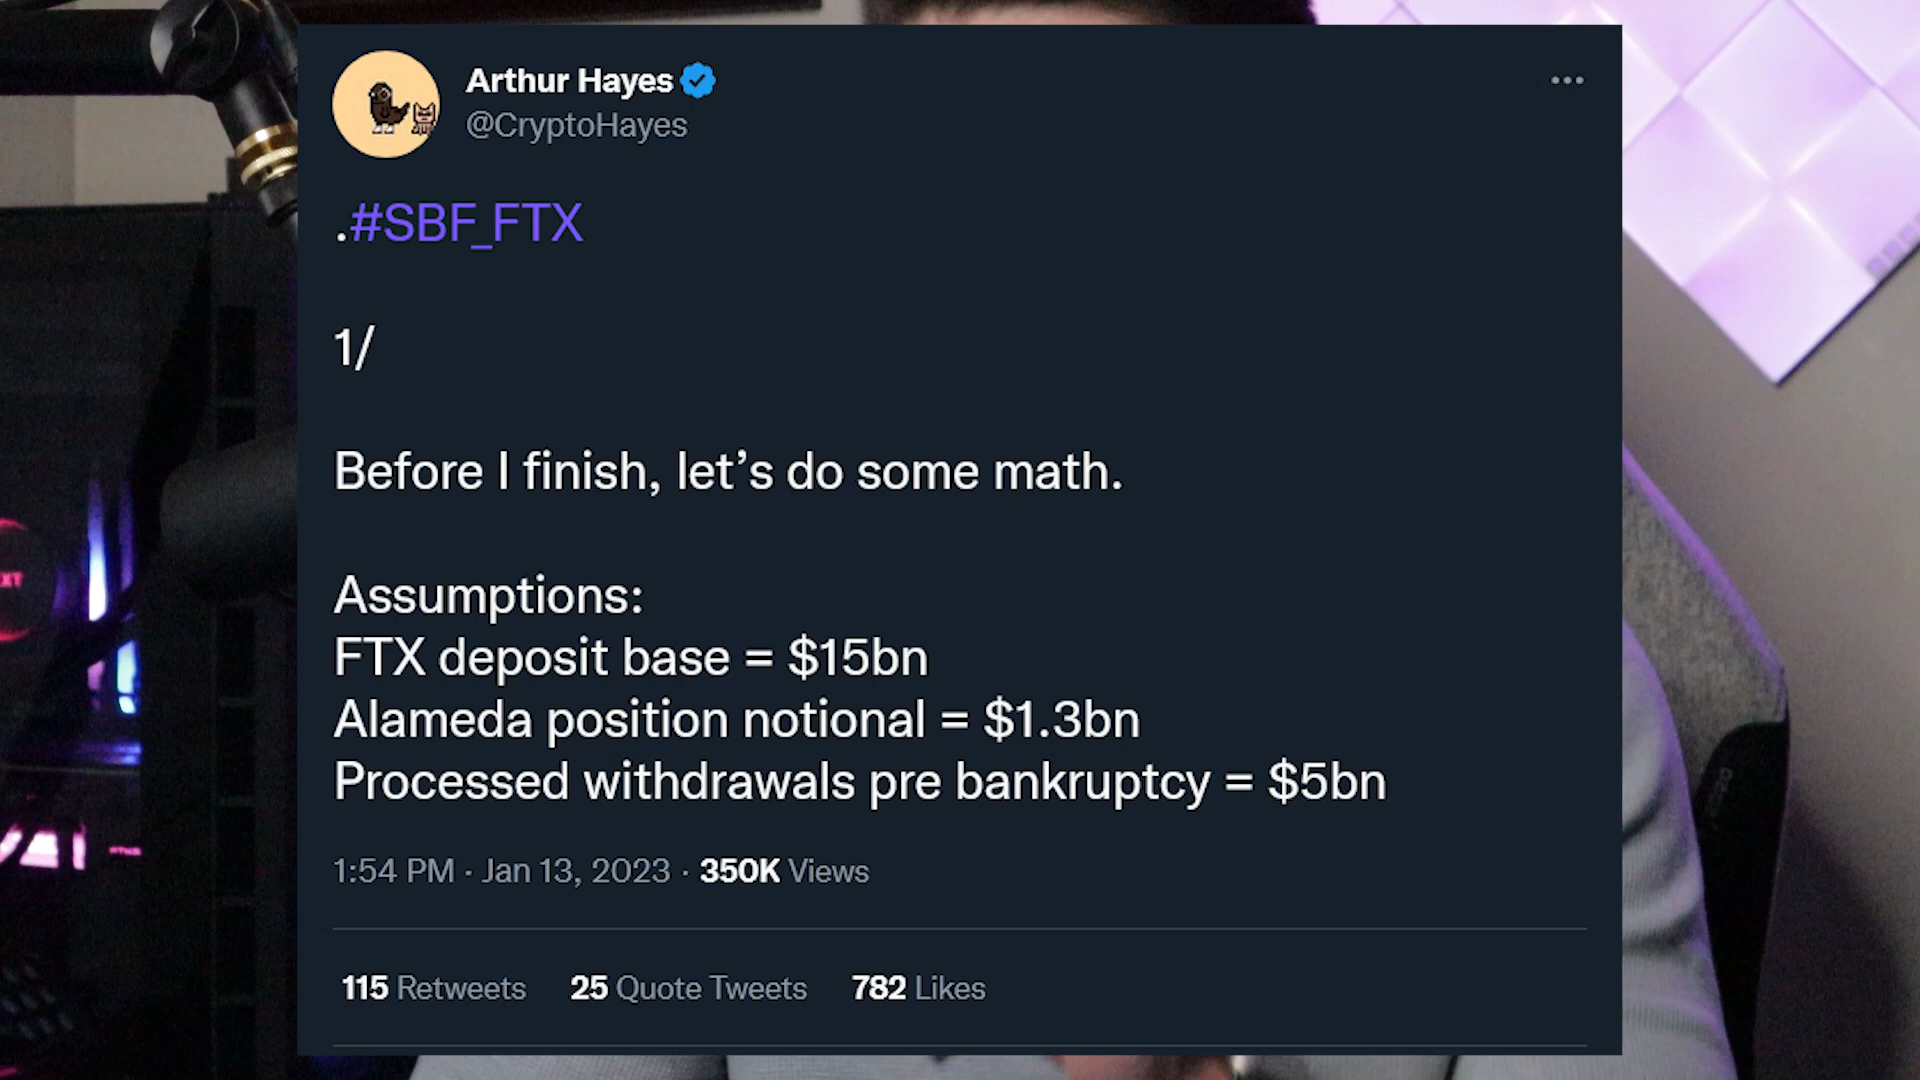 Arthur Hayes
@CryptoHayes
.#SBF_FTX
1/
Before I finish, let’s do some math.
Assumptions:
FTX deposit base = $15bn
Alameda position notional = $1.3bn
Processed withdrawals pre bankruptcy = $5bn
1:54 PM · Jan 13, 2023 · 350K Views
115 Retweets 25 Quote Tweets 782 Likes